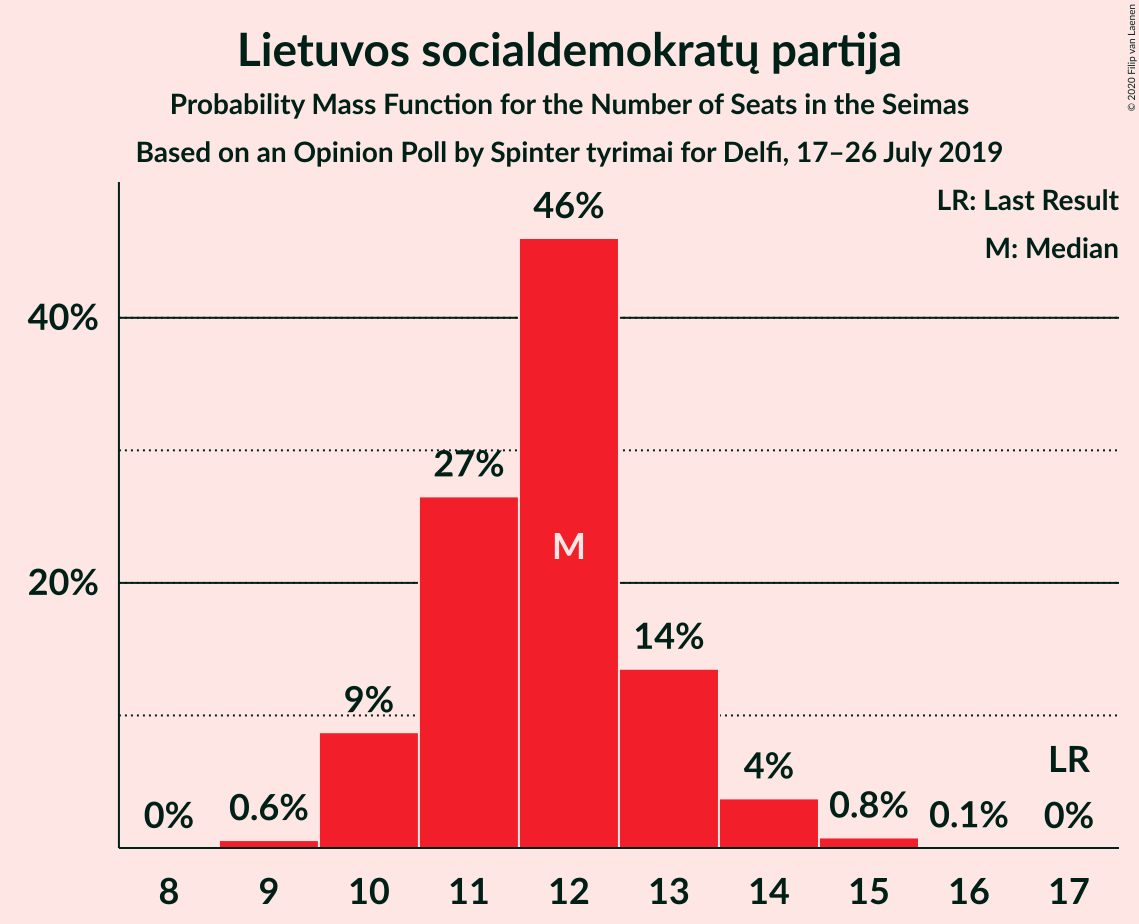 Lietuvos socialdemokratų partija
Probability Mass Function for the Number of Seats in the Seimas
Based on an Opinion Poll by Spinter tyrimai for Delfi, 17–26 July 2019
© 2020 Filip van Laenen
LR: Last Result
M: Median
46%
40%
27%
M
20%
14%
9%
4%
LR
0%
0.6%
0.8%
0.1%
0%
8 9 10 11 12 13 14 15 16 17